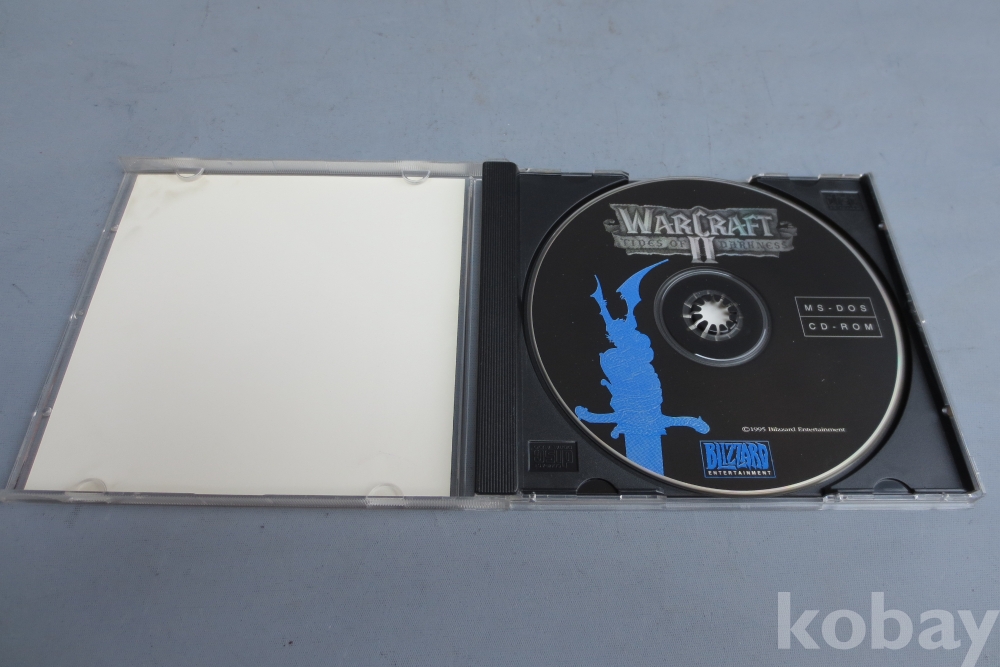 WARCRAFT
II
TIDES OF DARKNESS
MS-DOS
CD-ROM
©1995 Blizzard Entertainment
BLIZZARD
ENTERTAINMENT
kobay